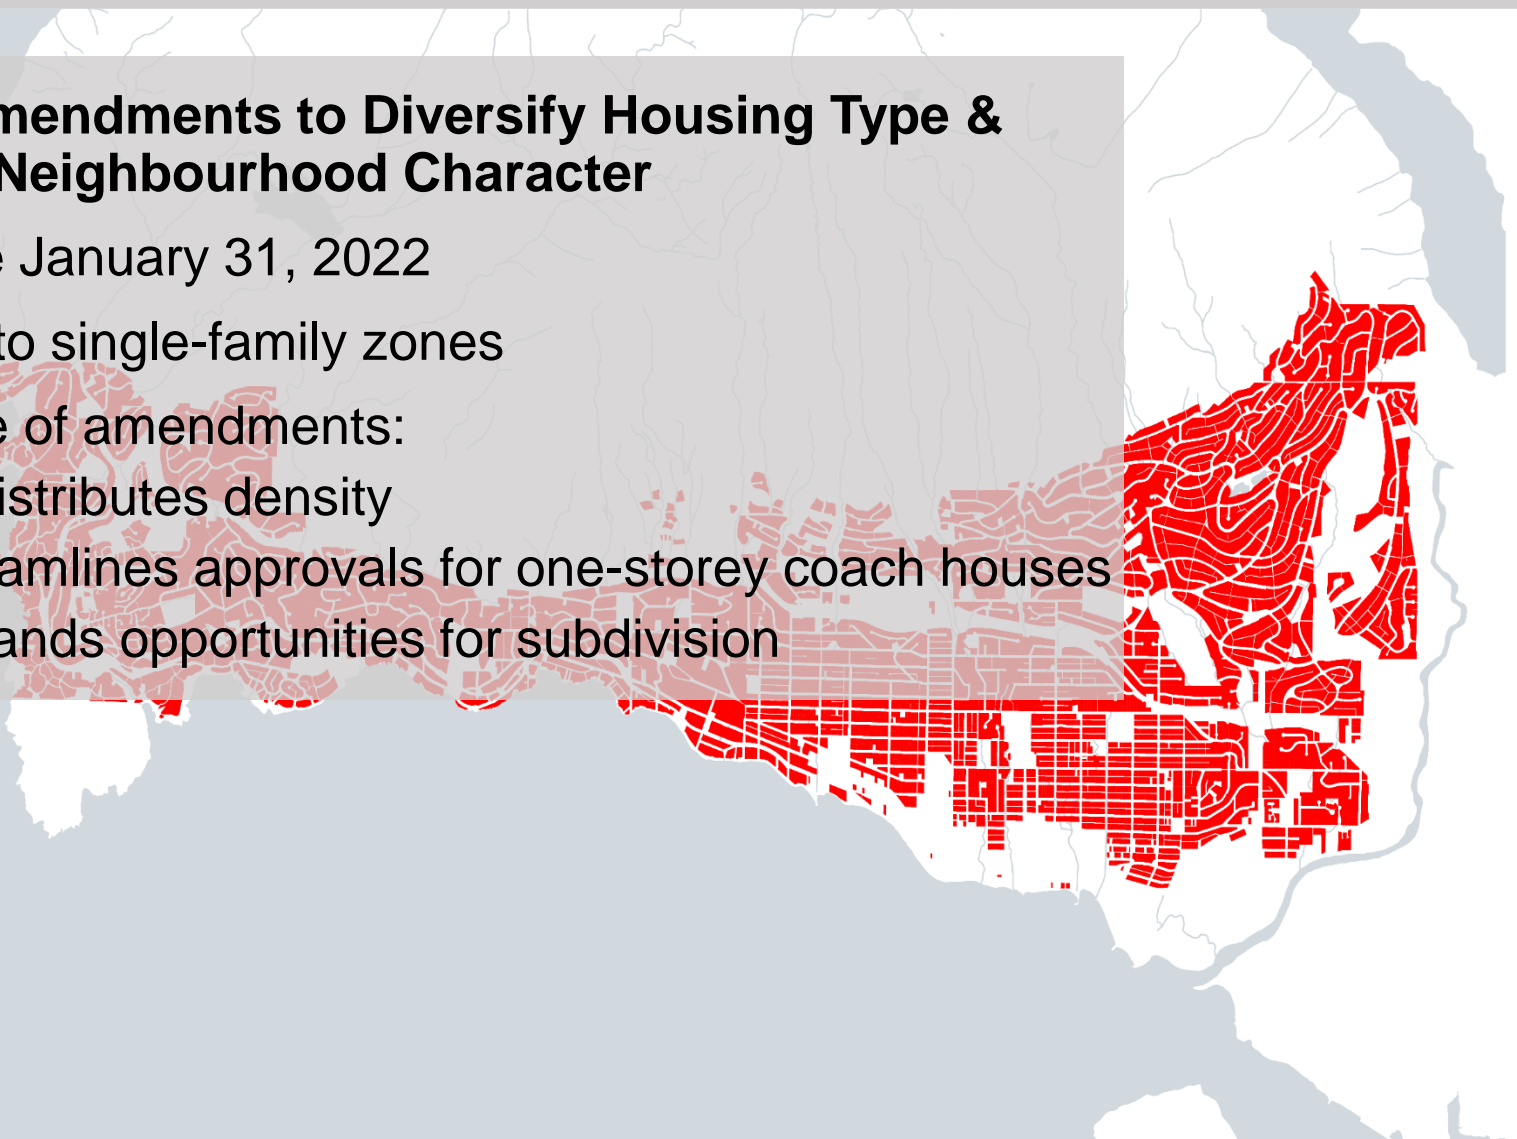 mendments to Diversify Housing Type &
Neighbourhood Character
e January 31, 2022
to single-family zones
e of amendments:
istributes density
amlines approvals for one-storey coach houses
ands opportunities for subdivision